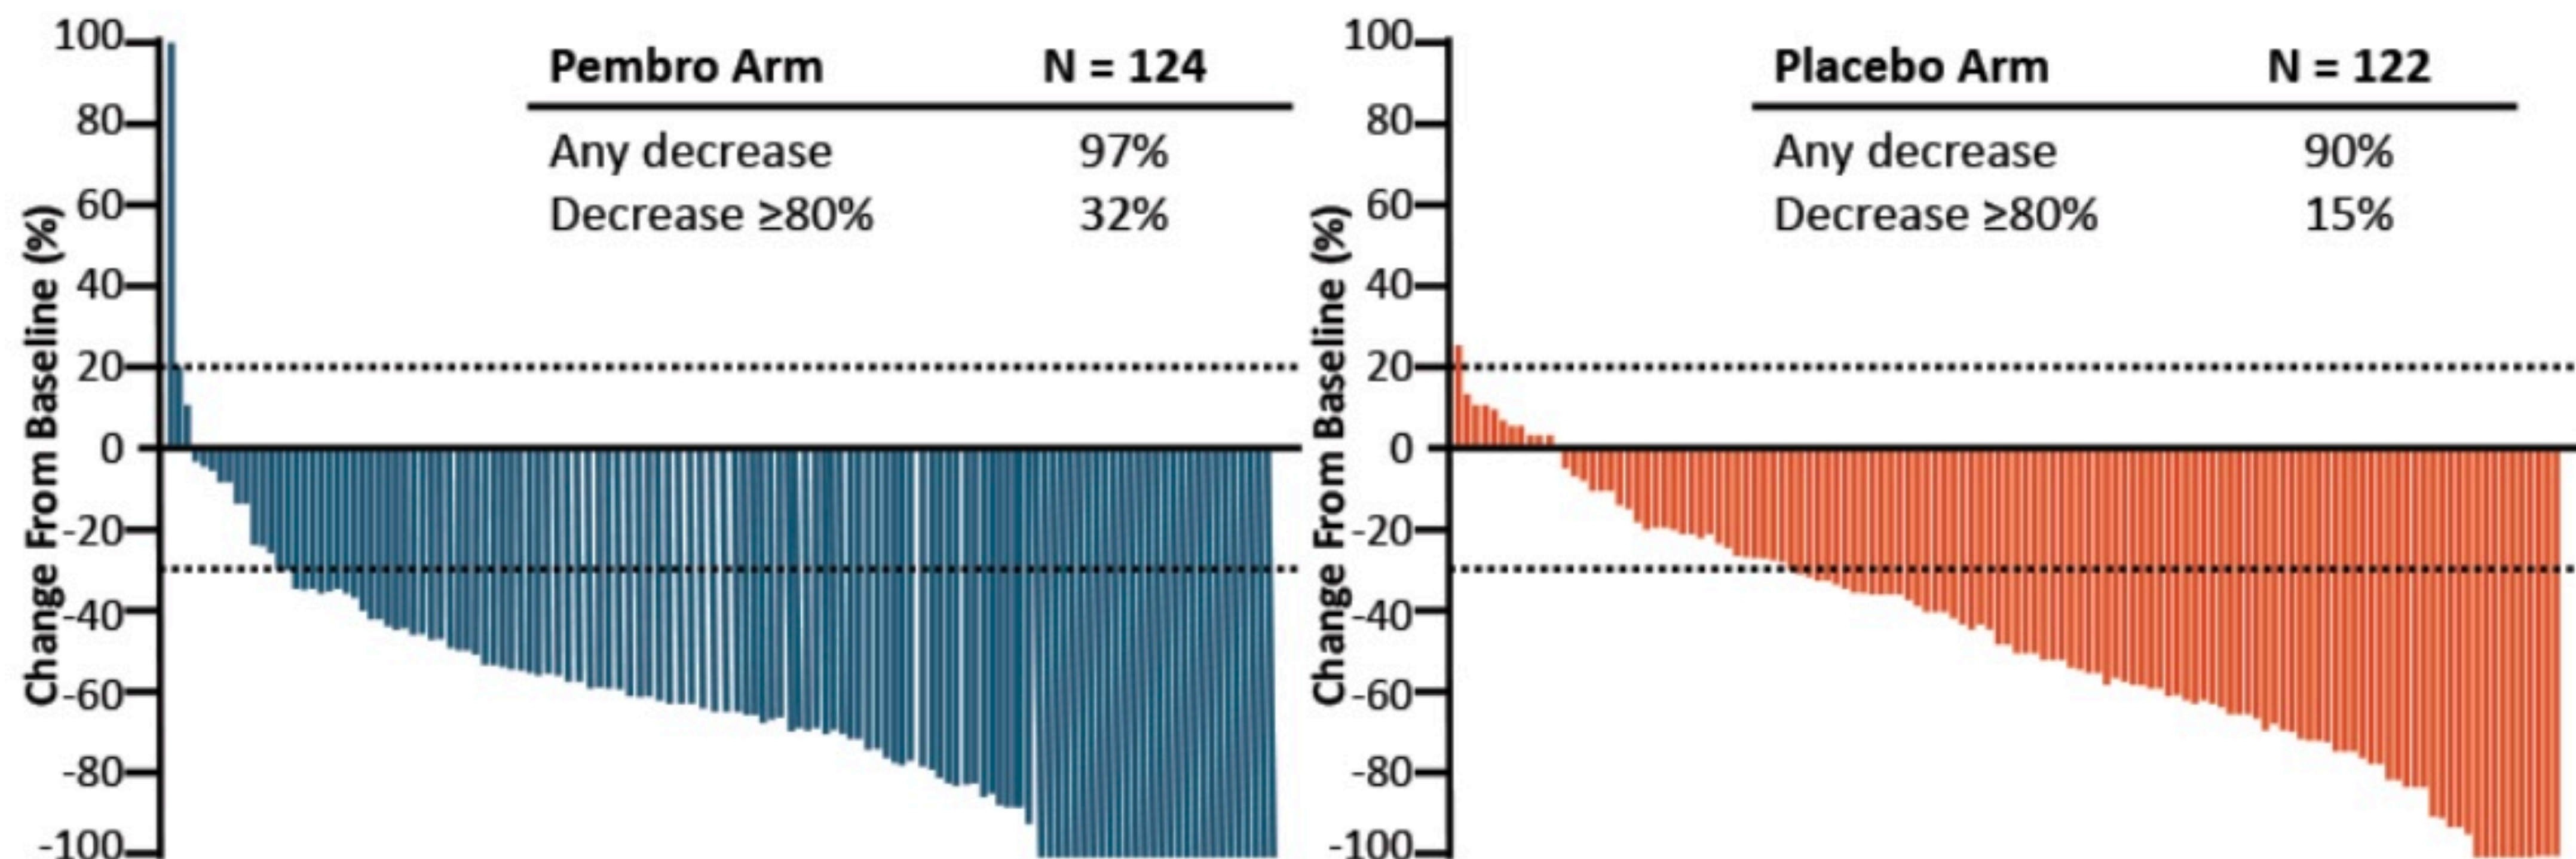 Change From Baseline (%)
100
80
60
40
20
0
-20
-40
-60
-80
-100
Pembro Arm N = 124
Any decrease 97%
Decrease ≥80% 32%
Change From Baseline (%)
100
80
60
40
20
0
-20
-40
-60
-80
-100
Placebo Arm N = 122
Any decrease 90%
Decrease ≥80% 15%